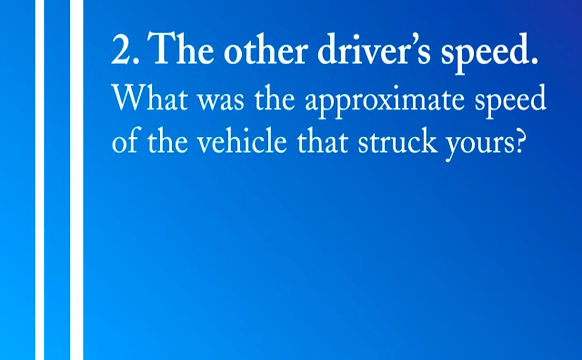 2. The other driver’s speed.
What was the approximate speed
of the vehicle that struck yours?